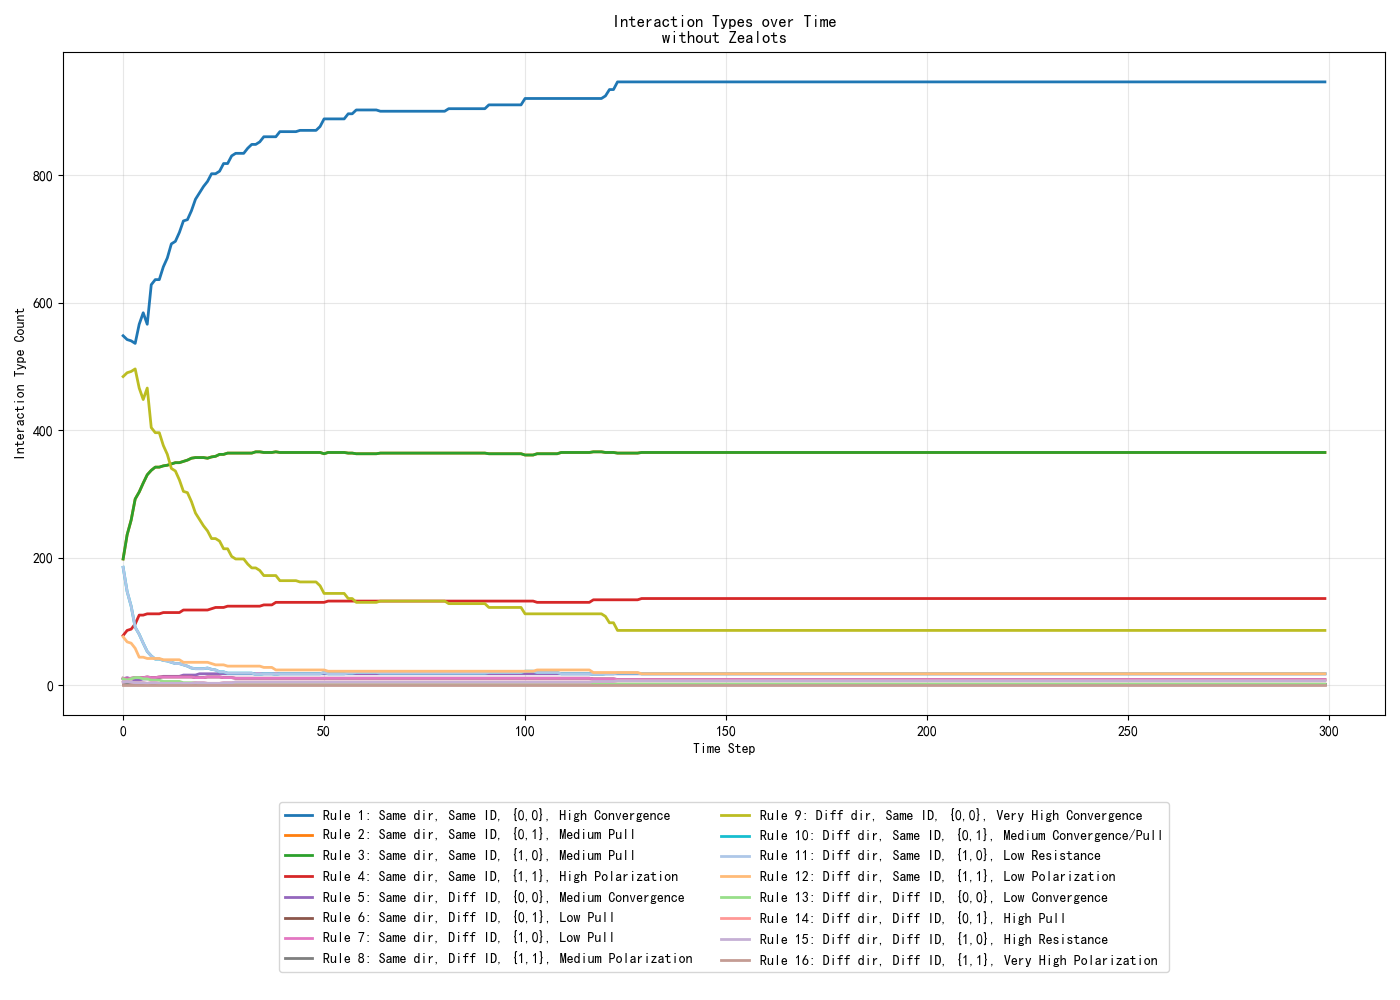 Interaction Types over Time
without Zealots
Interaction Type Count
800
600
400
200
0
0 50 100 150 200 250 300
Time Step
Rule 1: Same dir, Same ID, {0,0}, High Convergence
Rule 2: Same dir, Same ID, {0,1}, Medium Pull
Rule 3: Same dir, Same ID, {1,0}, Medium Pull
Rule 4: Same dir, Same ID, {1,1}, High Polarization
Rule 5: Same dir, Diff ID, {0,0}, Medium Convergence
Rule 6: Same dir, Diff ID, {0,1}, Low Pull
Rule 7: Same dir, Diff ID, {1,0}, Low Pull
Rule 8: Same dir, Diff ID, {1,1}, Medium Polarization
Rule 9: Diff dir, Same ID, {0,0}, Very High Convergence
Rule 10: Diff dir, Same ID, {0,1}, Medium Convergence/Pull
Rule 11: Diff dir, Same ID, {1,0}, Low Resistance
Rule 12: Diff dir, Same ID, {1,1}, Low Polarization
Rule 13: Diff dir, Diff ID, {0,0}, Low Convergence
Rule 14: Diff dir, Diff ID, {0,1}, High Pull
Rule 15: Diff dir, Diff ID, {1,0}, High Resistance
Rule 16: Diff dir, Diff ID, {1,1}, Very High Polarization